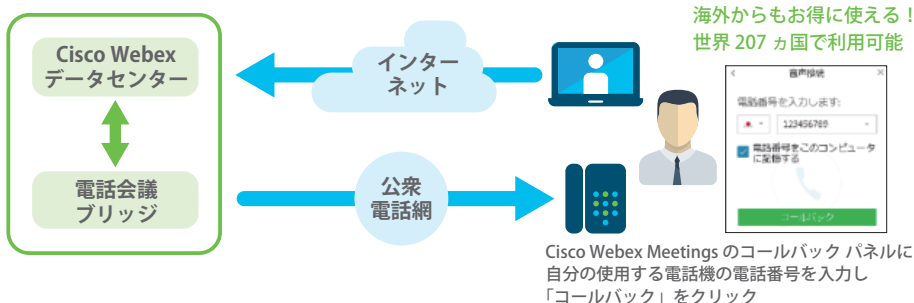 海外からもお得に使える！
世界 207 ヵ国で利用可能
Cisco Webex
データセンター
インター
ネット
音声接続
電話番号を入力します:
123456789
電話番号をこのコンピュータ
に記憶する
コールバック
電話会議
ブリッジ
公衆
電話網
Cisco Webex Meetings のコールバック パネルに
自分の使用する電話機の電話番号を入力し
「コールバック」をクリック